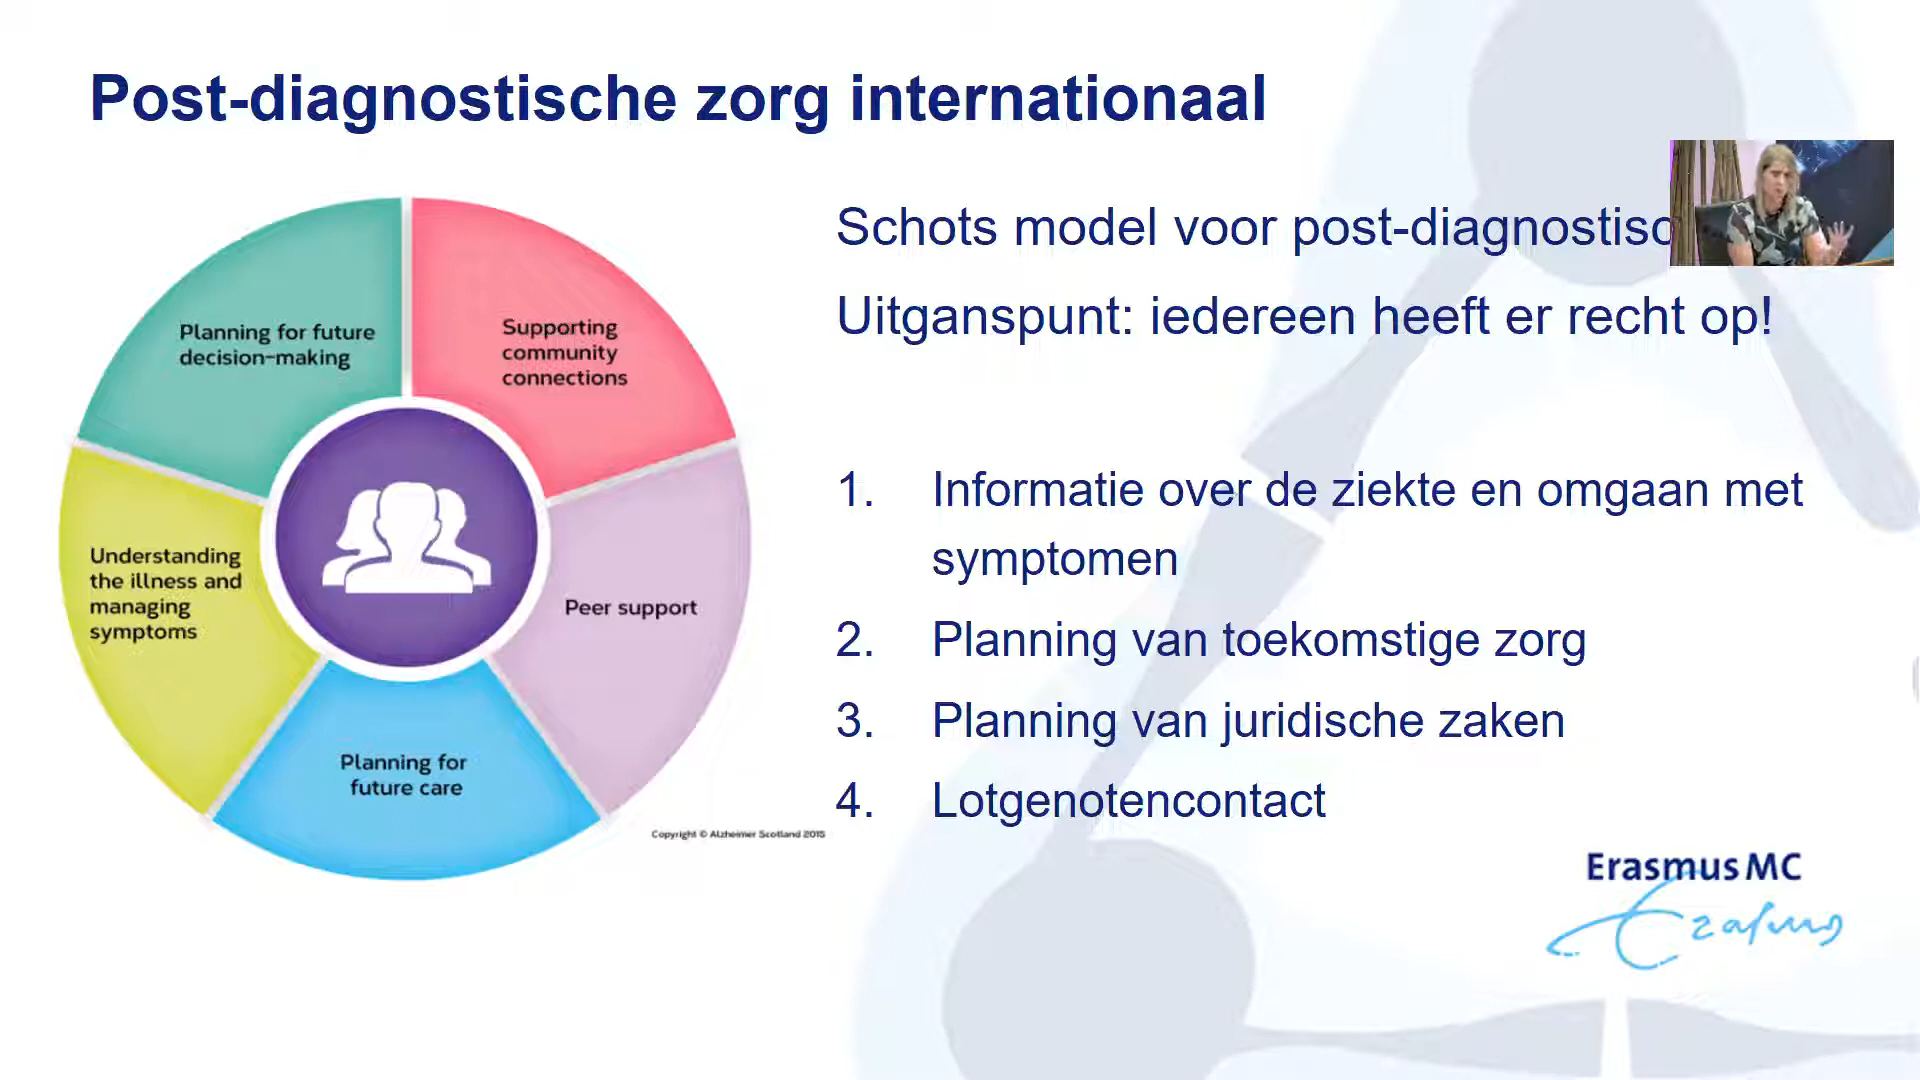 Post-diagnostische zorg internationaal
Planning for future
decision-making
Supporting
community
connections
Understanding
the illness and
managing
symptoms
Peer support
Planning for
future care
Copyright © Alzheimer Scotland 2015
Schots model voor
Uitganspunt: iedereen heeft er recht op!
1. Informatie over de ziekte en omgaan met
symptomen
2. Planning van toekomstige zorg
3. Planning van juridische zaken
4. Lotgenotencontact
Erasmus MC
Erasmus